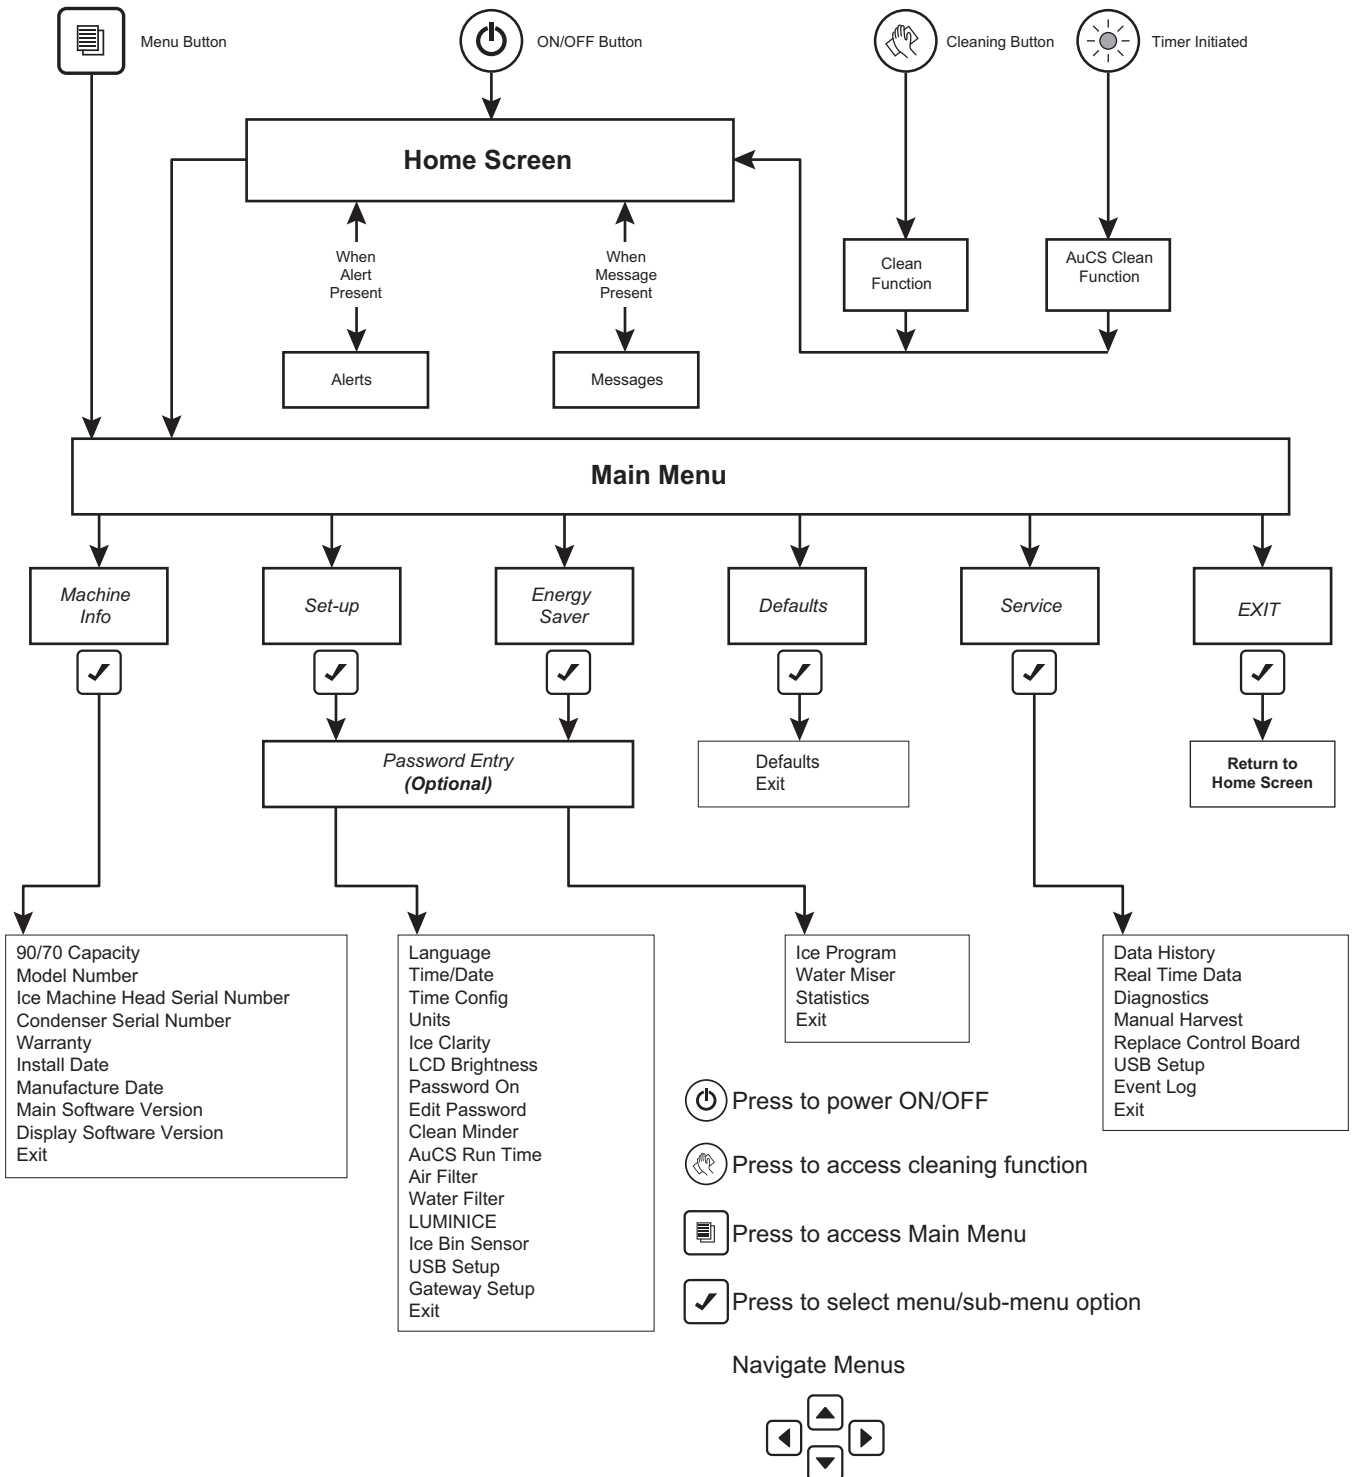 Menu Button
ON/OFF Button
Cleaning Button
Timer Initiated
Home Screen
When
Alert
Present
When
Message
Present
Clean
Function
AuCS Clean
Function
Alerts
Messages
Main Menu
Machine
Info
Set-up
Energy
Saver
Defaults
Service
EXIT
Password Entry
(Optional)
Defaults
Exit
Return to
Home Screen
90/70 Capacity
Model Number
Ice Machine Head Serial Number
Condenser Serial Number
Warranty
Install Date
Manufacture Date
Main Software Version
Display Software Version
Exit
Language
Time/Date
Time Config
Units
Ice Clarity
LCD Brightness
Password On
Edit Password
Clean Minder
AuCS Run Time
Air Filter
Water Filter
LUMINICE
Ice Bin Sensor
USB Setup
Gateway Setup
Exit
Ice Program
Water Miser
Statistics
Exit
Data History
Real Time Data
Diagnostics
Manual Harvest
Replace Control Board
USB Setup
Event Log
Exit
Press to power ON/OFF
Press to access cleaning function
Press to access Main Menu
Press to select menu/sub-menu option
Navigate Menus